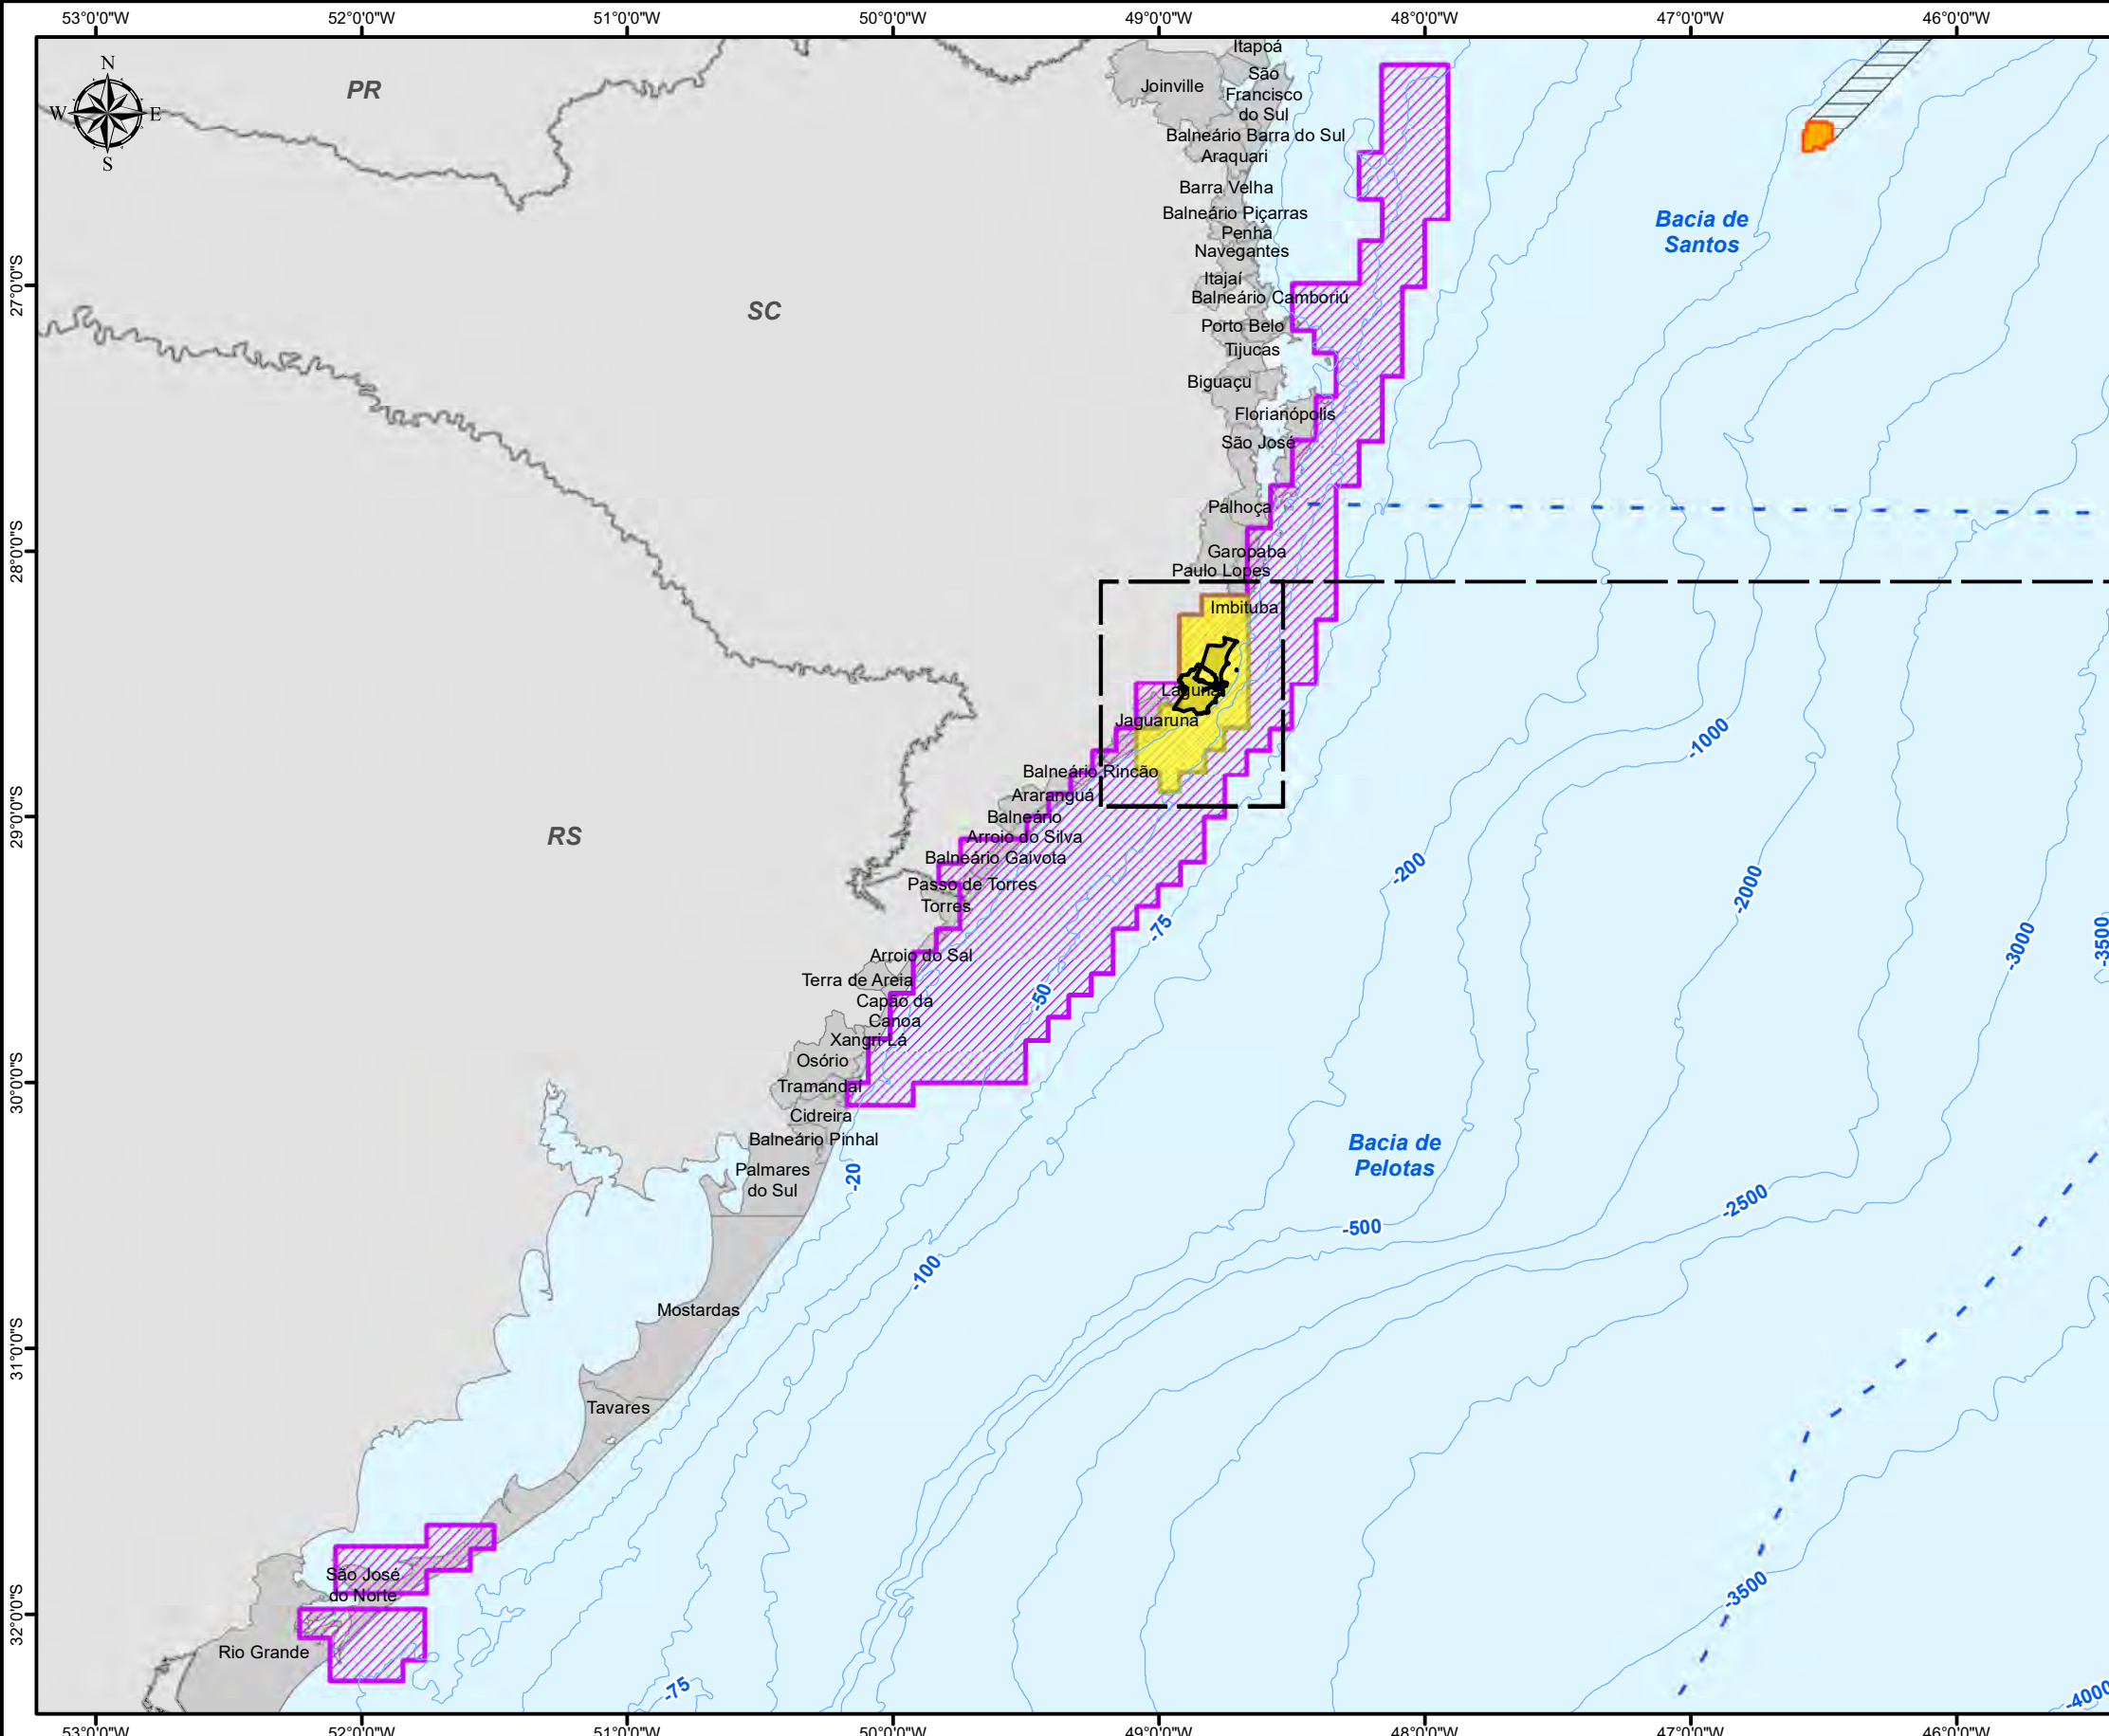 53°0'0"W 52°0'0"W 51°0'0"W 50°0'0"W 49°0'0"W 48°0'0"W 47°0'0"W 46°0'0"W
N
W E
S
PR
SC
RS
27°0'0"S
28°0'0"S
29°0'0"S
30°0'0"S
31°0'0"S
32°0'0"S
Itapoá
Joinville
São
Francisco
do Sul
Balneário Barra do Sul
Araquari
Barra Velha
Balneário Piçarras
Penha
Navegantes
Itajaí
Balneário Camboriú
Porto Belo
Tijucas
Biguaçu
Florianópolis
São José
Palhoça
Garopaba
Paulo Lopes
Imbituba
Laguna
Jaguaruna
Balneário Rincão
Araranguá
Balneário
Arroio do Silva
Balneário Gaivota
Passo de Torres
Torres
Arroio do Sal
Terra de Areia
Capão da
Canoa
Xangri-Lá
Osório
Tramandaí
Cidreira
Balneário Pinhal
Palmares
do Sul
Mostardas
Tavares
São José
do Norte
Rio Grande
Bacia de
Santos
Bacia de
Pelotas
-1000
-200
-2000
-75
-3000
-3500
-50
-20
-500
-2500
-100
-3500
-75
-4000
53°0'0"W 52°0'0"W 51°0'0"W 50°0'0"W 49°0'0"W 48°0'0"W 47°0'0"W 46°0'0"W